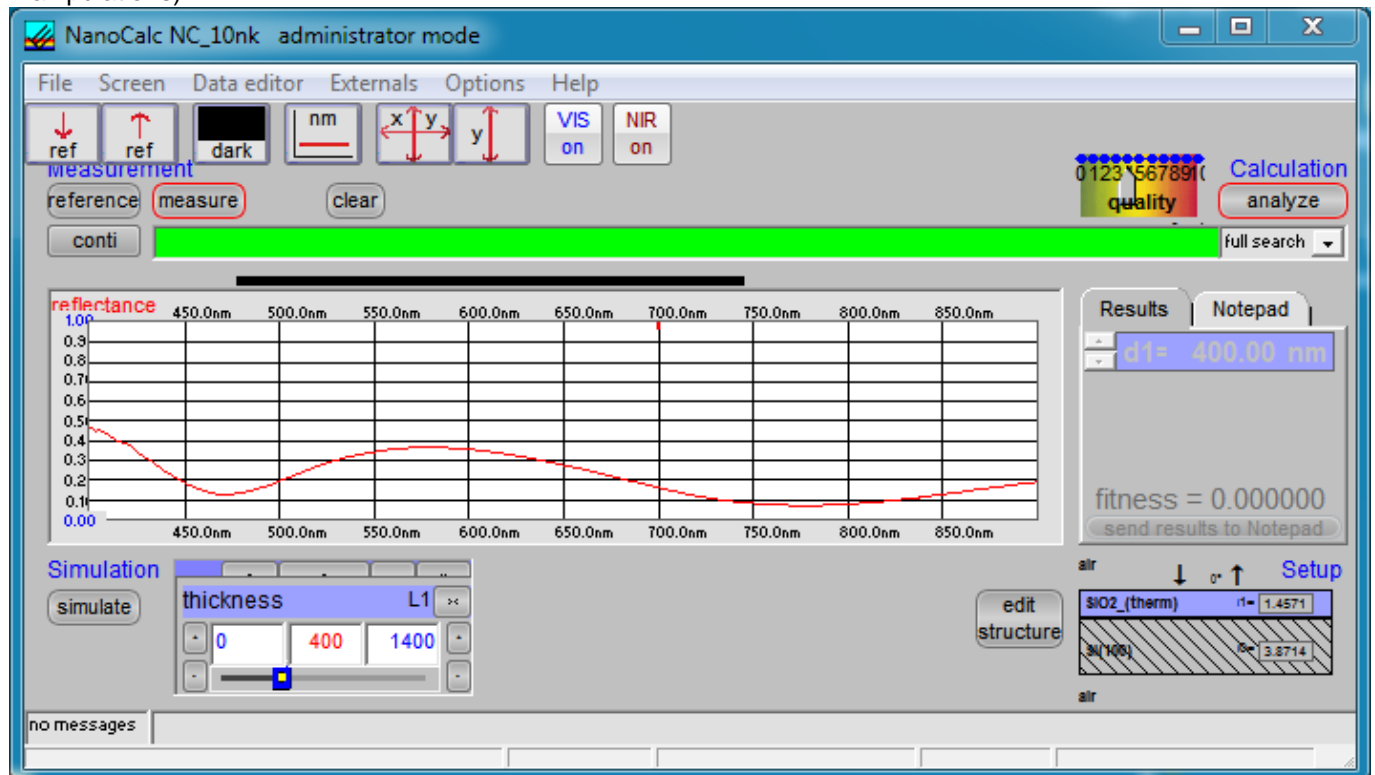 NanoCalc NC_10nk administrator mode
File Screen Data editor Externals Options Help
ref ref dark nm x y y VIS on NIR on
Measurement
Calculation
reference measure clear
quality analyze
conti full search
reflectance 450.0nm 500.0nm 550.0nm 600.0nm 650.0nm 700.0nm 750.0nm 800.0nm 850.0nm
1.00
0.9
0.8
0.7
0.6
0.5
0.4
0.3
0.2
0.1
0.00
450.0nm 500.0nm 550.0nm 600.0nm 650.0nm 700.0nm 750.0nm 800.0nm 850.0nm
Results Notepad
d1= 400.00 nm
fitness = 0.000000
send results to Notepad
Simulation
simulate
thickness L1
0 400 1400
edit structure
air 0° Setup
SIO2_(therm) 1.4571
SI(100) 3.8714
air
no messages